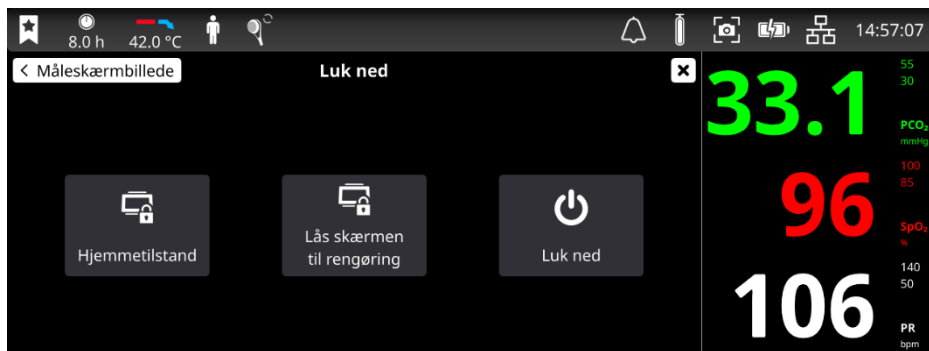 8.0 h
42.0 °C
14:57:07
Måleskærmbillede
Luk ned
Hjemmetilstand
Lås skærmen
til rengøring
Luk ned
33.1
55
30
PCO₂
mmHg
96
100
85
SpO₂
%
106
140
50
PR
bpm